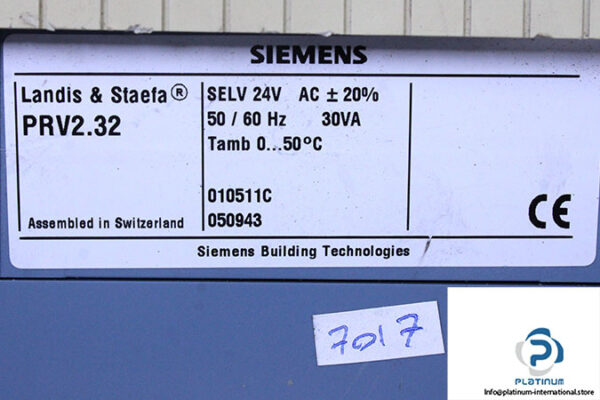 SIEMENS
Landis & Staefa®
PRV2.32
Assembled in Switzerland
SELV 24V AC ± 20%
50 / 60 Hz 30VA
Tamb 0...50ºC
010511C
050943
CE
Siemens Building Technologies
7017
PLATINUM
Info@platinum-international.store